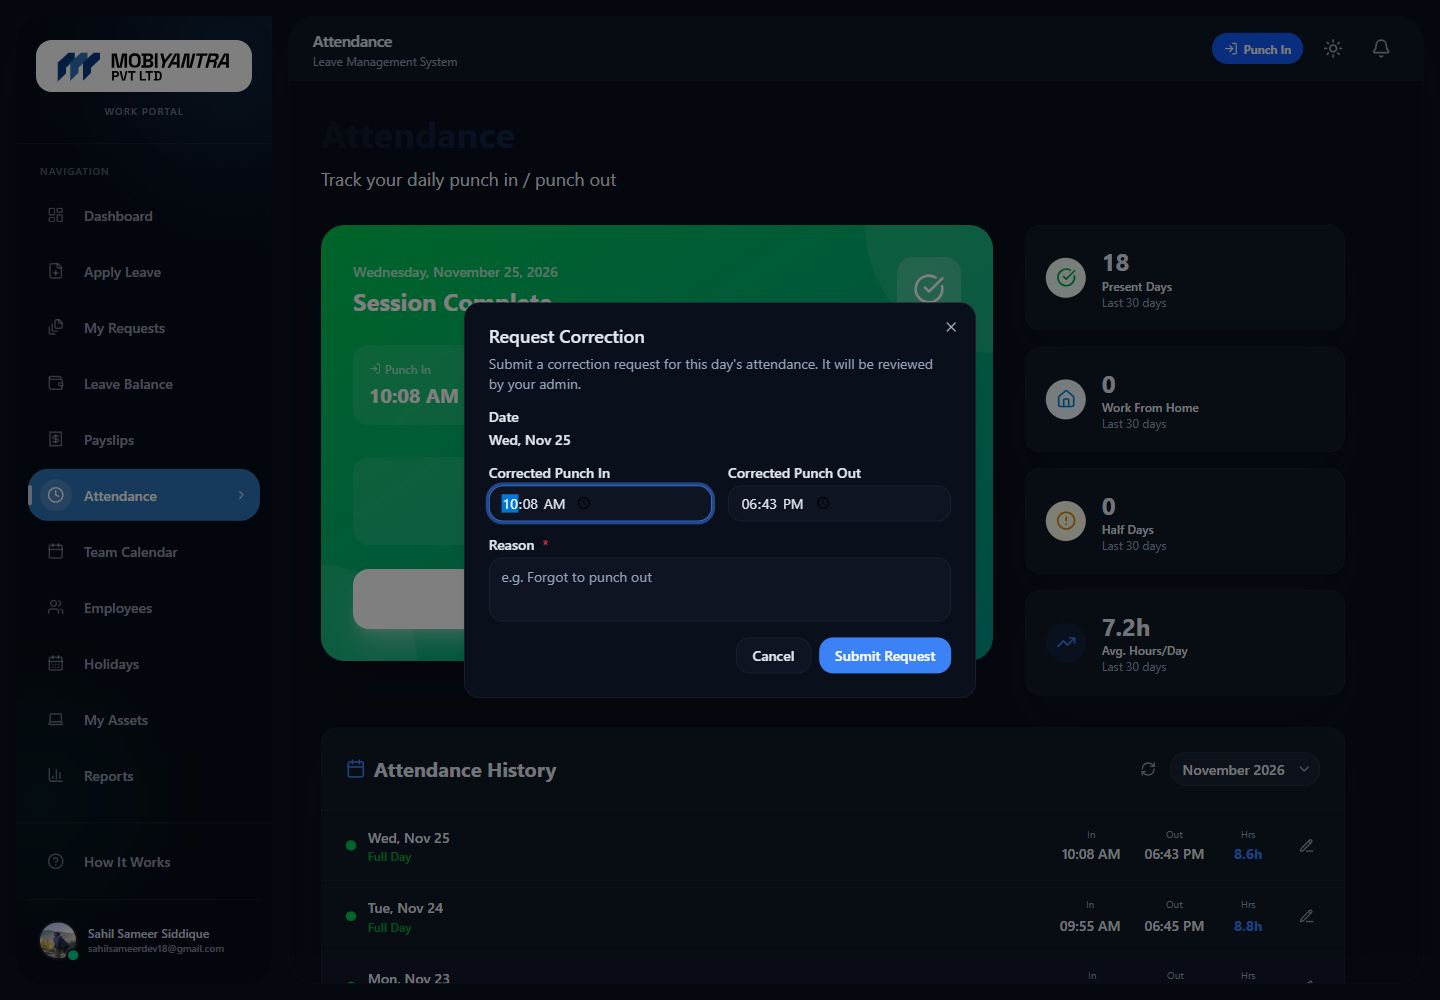 MOBIYANTRA
PVT LTD
WORK PORTAL
NAVIGATION
Dashboard
Apply Leave
My Requests
Leave Balance
Payslips
Attendance
Team Calendar
Employees
Holidays
My Assets
Reports
How It Works
Sahil Sameer Siddique
sahilsameerdev18@gmail.com
Attendance
Leave Management System
Punch In
Attendance
Track your daily punch in / punch out
Wednesday, November 25, 2026
Session Complete
Punch In
10:08 AM
Request Correction
Submit a correction request for this day's attendance. It will be reviewed
by your admin.
Date
Wed, Nov 25
Corrected Punch In
Corrected Punch Out
10:08 AM
06:43 PM
Reason *
e.g. Forgot to punch out
Cancel
Submit Request
18
Present Days
Last 30 days
0
Work From Home
Last 30 days
0
Half Days
Last 30 days
7.2h
Avg. Hours/Day
Last 30 days
Attendance History
November 2026
Wed, Nov 25
Full Day
In
Out
Hrs
10:08 AM
06:43 PM
8.6h
Tue, Nov 24
Full Day
In
Out
Hrs
09:55 AM
06:45 PM
8.8h
Mon, Nov 23
In
Out
Hrs